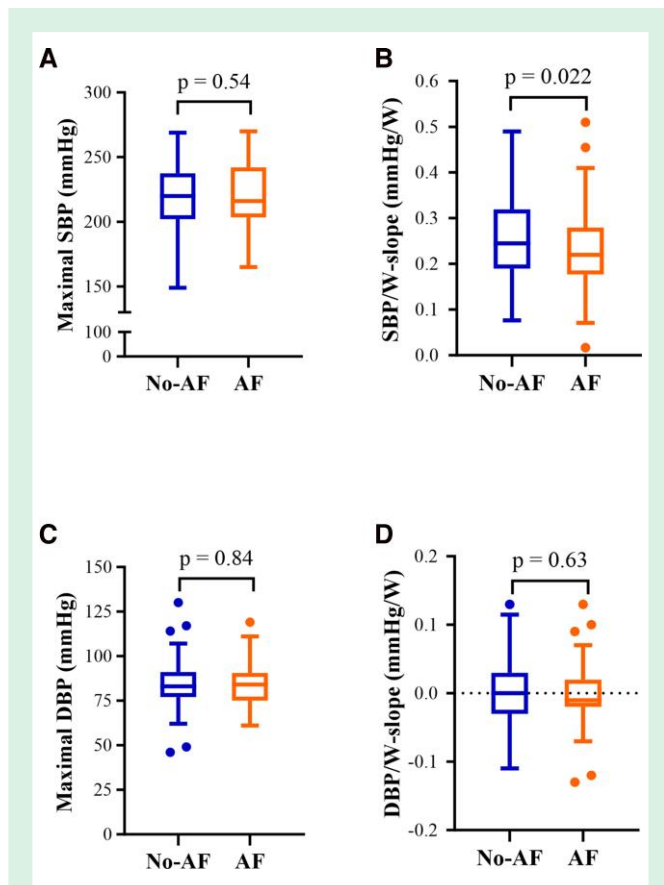 A
p = 0.54
Maximal SBP (mmHg)
300
250
200
150
100
0
No-AF AF
B
p = 0.022
SBP/W-slope (mmHg/W)
0.6
0.5
0.4
0.3
0.2
0.1
0.0
No-AF AF
C
p = 0.84
Maximal DBP (mmHg)
150
125
100
75
50
25
0
No-AF AF
D
p = 0.63
DBP/W-slope (mmHg/W)
0.2
0.1
0.0
-0.1
-0.2
No-AF AF